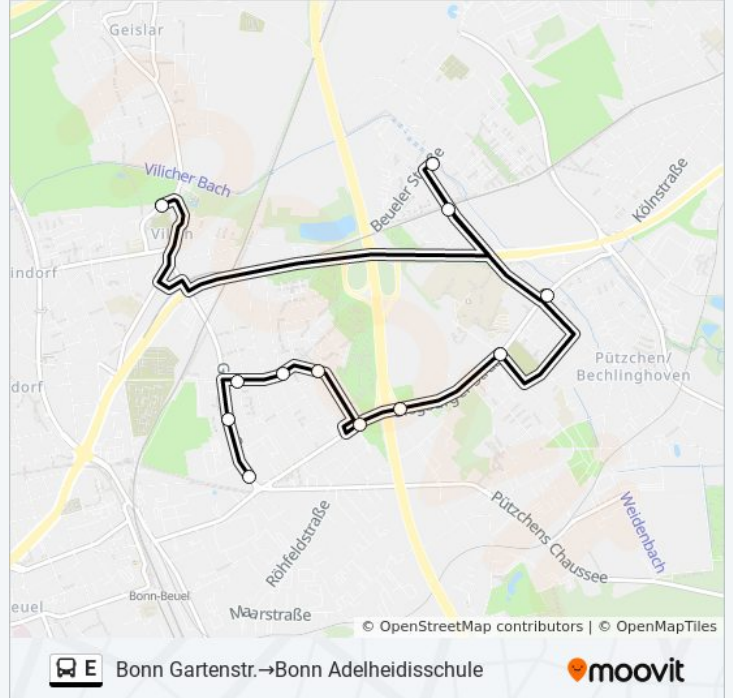 Geislar
Vilicher Bach
Beueler Straße
Kölnstraße
indorf
Pützchen/
Bechlinghoven
dorf
Pützchens Chaussee
Weidenbach
Röhfeldstraße
Bonn-Beuel
euel
Maarstraße
© OpenStreetMap contributors | © OpenMapTiles
E Bonn Gartenstr.→Bonn Adelheidisschule
moovit